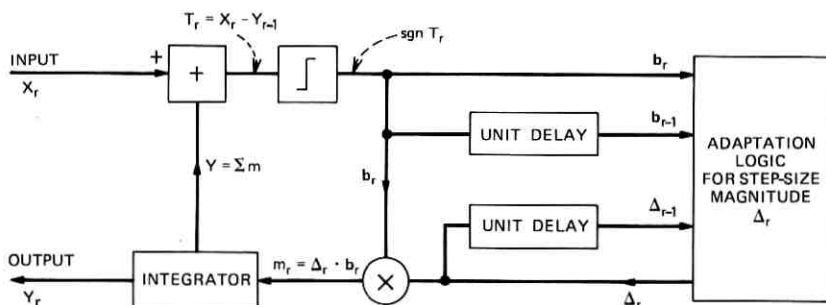 T_r = X_r - Y_{r-1}
sgn T_r
INPUT
X_r
+
+
b_r
UNIT DELAY
b_{r-1}
ADAPTATION
LOGIC
FOR STEP-SIZE
MAGNITUDE
Δ_r
Y = Σ m
b_r
UNIT DELAY
Δ_{r-1}
OUTPUT
Y_r
INTEGRATOR
m_r = Δ_r · b_r
×
Δ_r